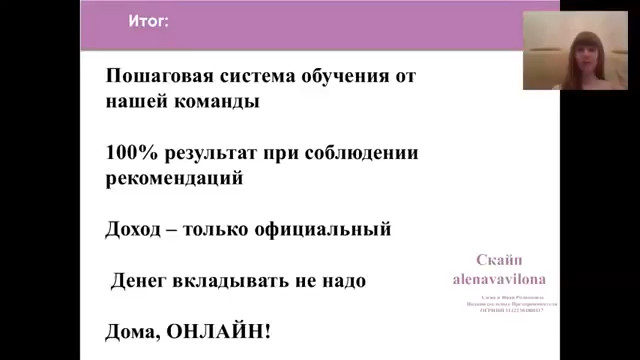 Итог:
Пошаговая система обучения от
нашей команды
100% результат при соблюдении
рекомендаций
Доход – только официальный
Денег вкладывать не надо
Дома, ОНЛАЙН!
Скайп
alenavavilona